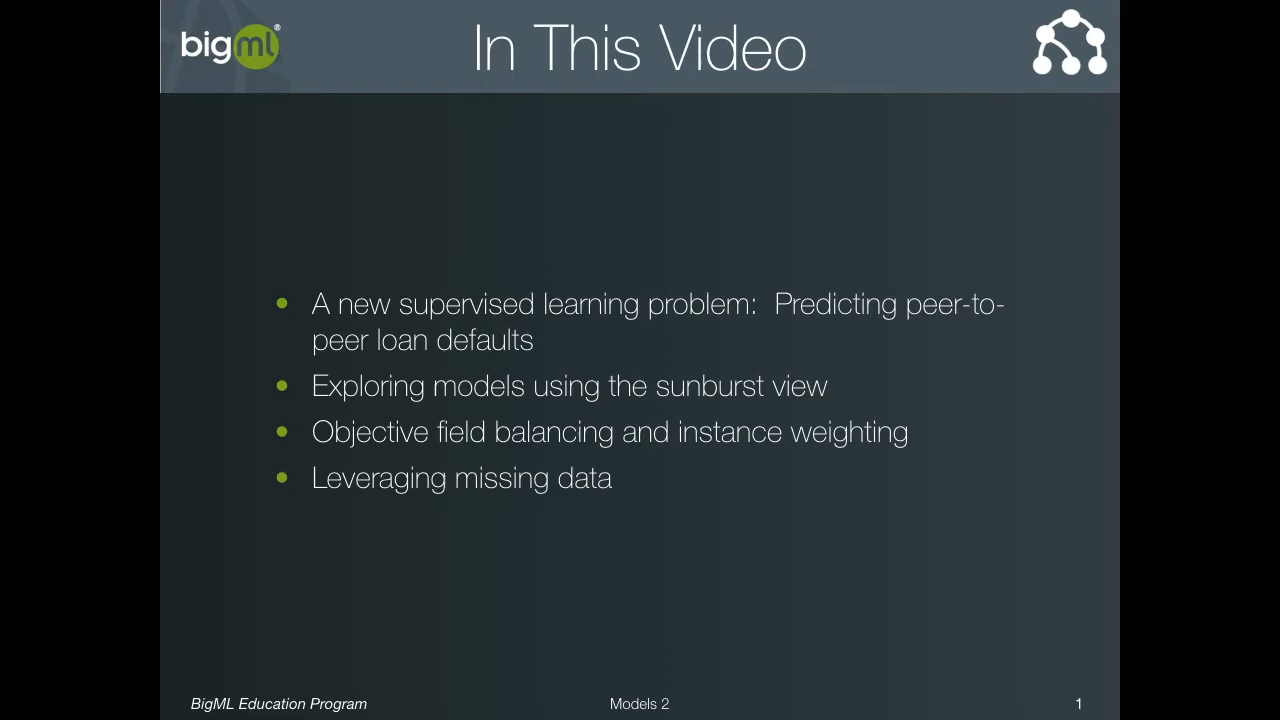 bigml®
In This Video
• A new supervised learning problem:  Predicting peer-to-
peer loan defaults
• Exploring models using the sunburst view
• Objective field balancing and instance weighting
• Leveraging missing data
BigML Education Program
Models 2
1